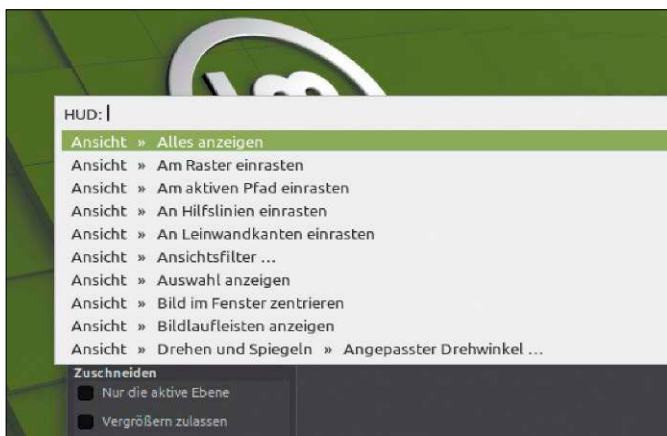 HUD:
Ansicht » Alles anzeigen
Ansicht » Am Raster einrasten
Ansicht » Am aktiven Pfad einrasten
Ansicht » An Hilfslinien einrasten
Ansicht » An Leinwandkanten einrasten
Ansicht » Ansichtsfilter …
Ansicht » Auswahl anzeigen
Ansicht » Bild im Fenster zentrieren
Ansicht » Bildlaufleisten anzeigen
Ansicht » Drehen und Spiegeln » Angepasster Drehwinkel …
Zuschneiden
Nur die aktive Ebene
Vergrößern zulassen